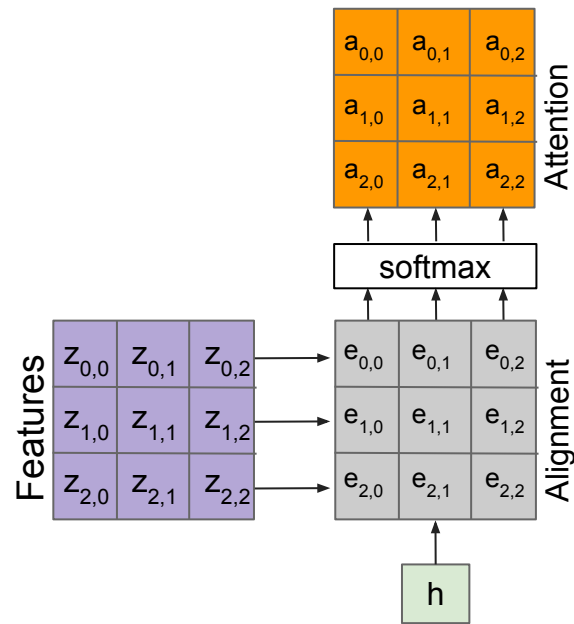 a0,0 a0,1 a0,2
a1,0 a1,1 a1,2
a2,0 a2,1 a2,2
Attention
softmax
Features
z0,0 z0,1 z0,2
z1,0 z1,1 z1,2
z2,0 z2,1 z2,2
e0,0 e0,1 e0,2
e1,0 e1,1 e1,2
e2,0 e2,1 e2,2
Alignment
h